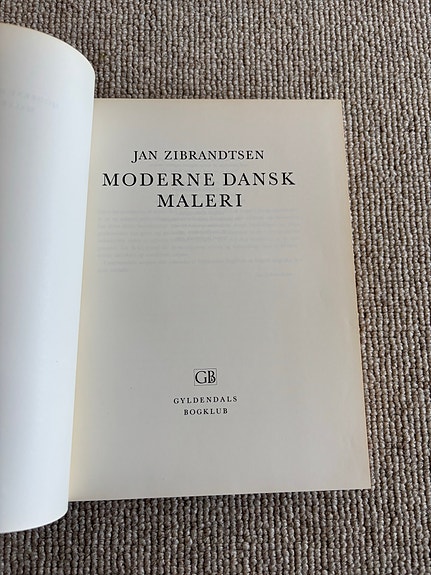 JAN ZIBRANDTSEN
MODERNE DANSK
MALERI
GB
GYLDENDALS
BOGKLUB